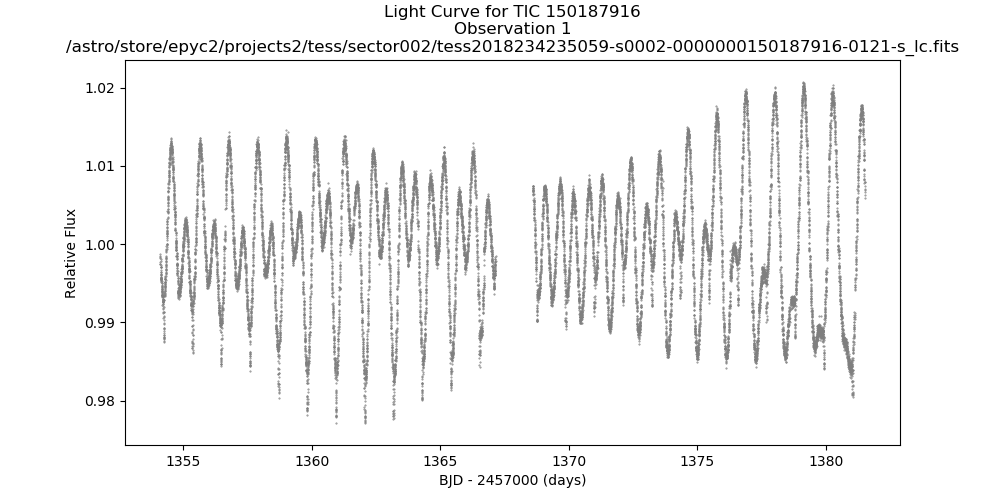 Light Curve for TIC 150187916
Observation 1
/astro/store/epyc2/projects2/tess/sector002/tess2018234235059-s0002-0000000150187916-0121-s_lc.fits
1.02
1.01
1.00
0.99
0.98
Relative Flux
1355 1360 1365 1370 1375 1380
BJD - 2457000 (days)